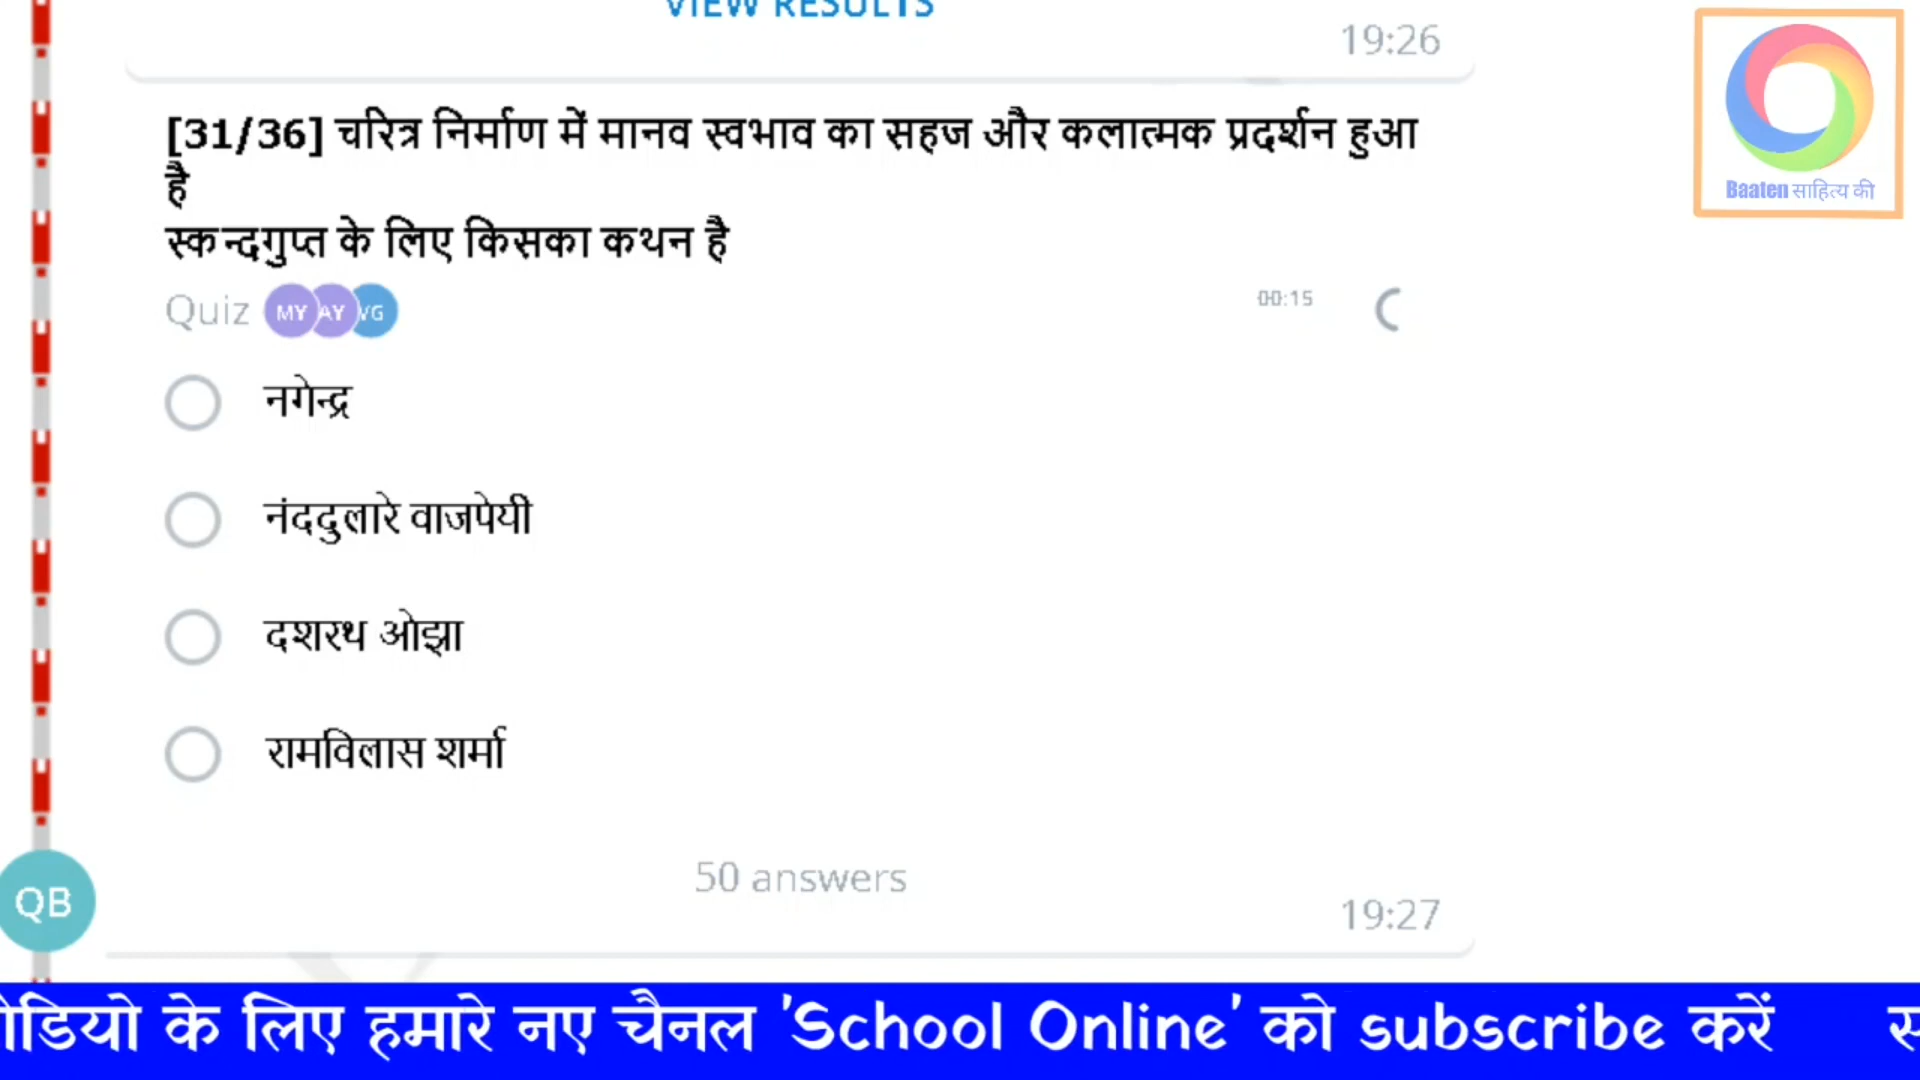 VIEW RESULTS
19:26
Baaten साहित्य की
[31/36] चरित्र निर्माण में मानव स्वभाव का सहज और कलात्मक प्रदर्शन हुआ
है
स्कन्दगुप्त के लिए किसका कथन है
Quiz MY AY VG 00:15
नगेन्द्र
नंददुलारे वाजपेयी
दशरथ ओझा
रामविलास शर्मा
50 answers
QB
19:27
के लिए हमारे नए चैनल 'School Online' को subscribe करें